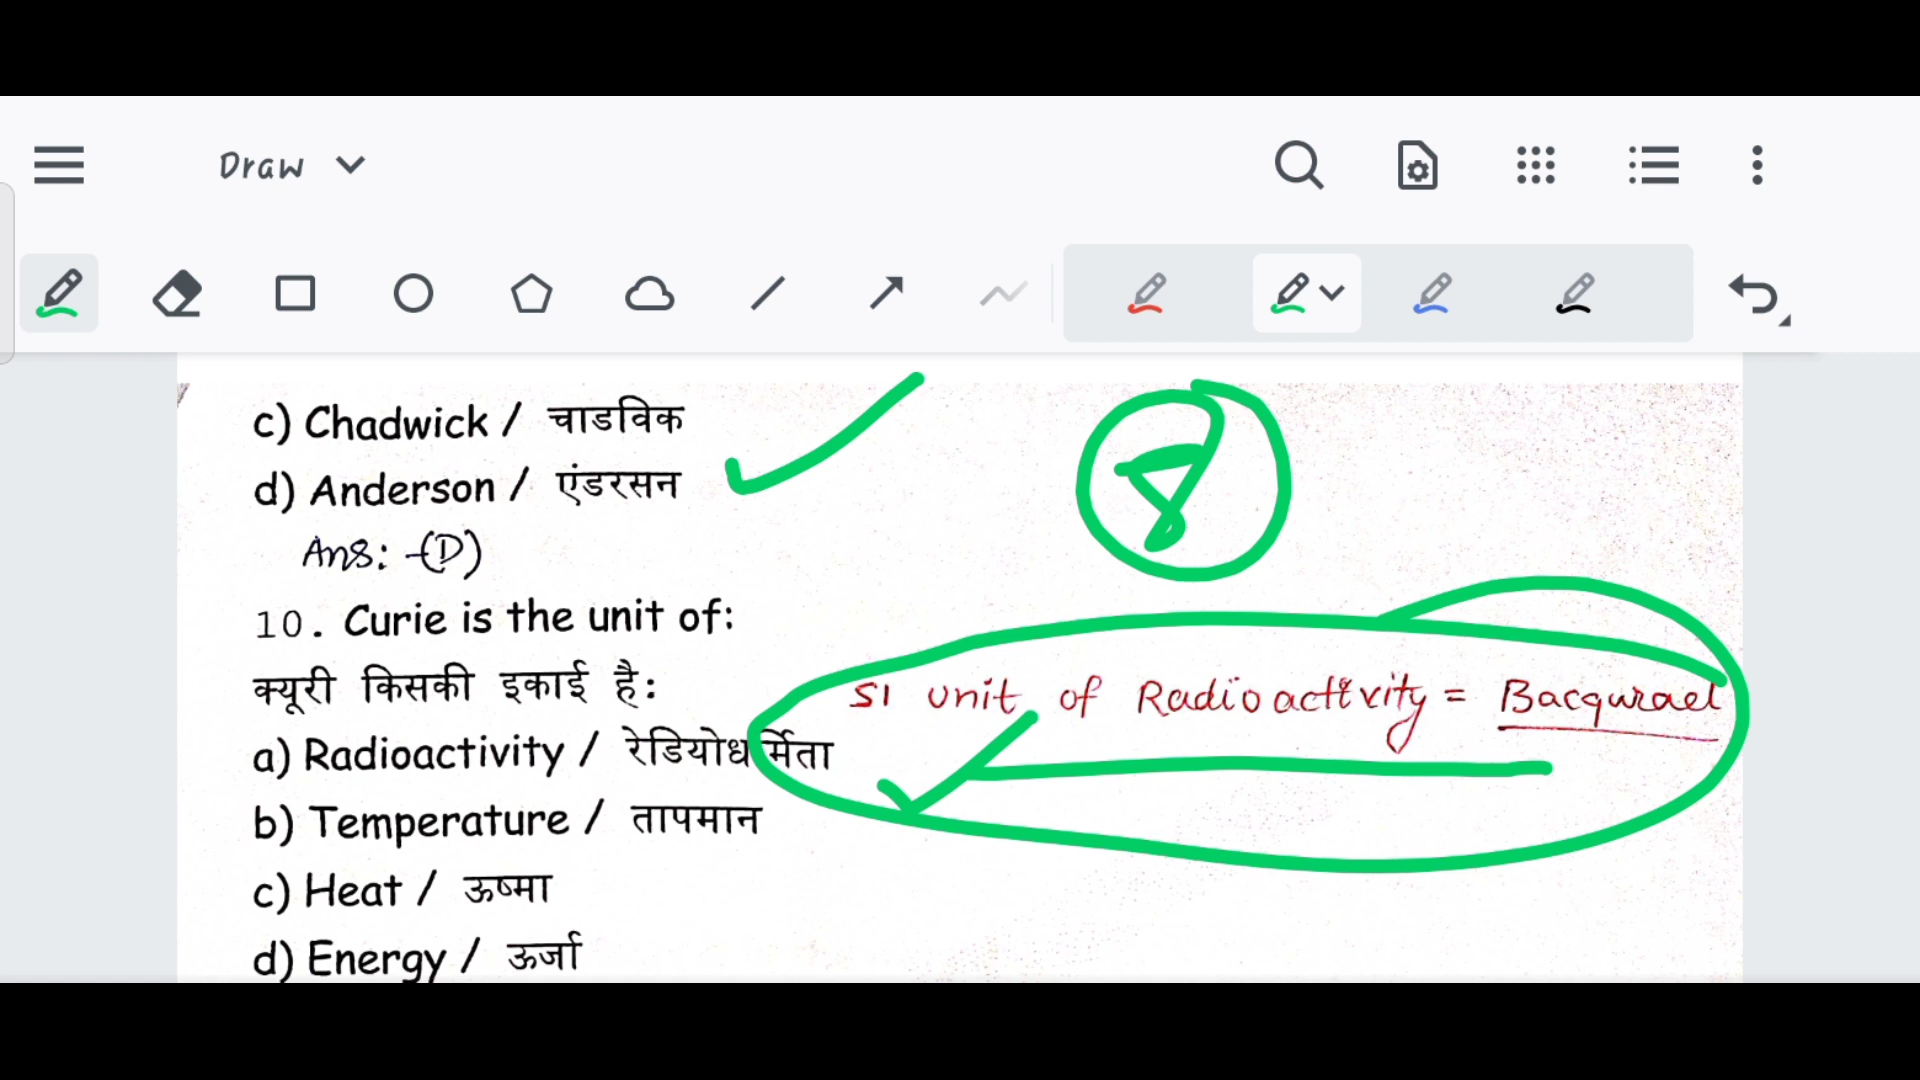 Draw
c) Chadwick / चाडविक
d) Anderson / एंडरसन
Ans: -(D)
10. Curie is the unit of:
क्यूरी किसकी इकाई है:
SI unit of Radioactivity = Bacqurael
a) Radioactivity / रेडियोधर्मिता
b) Temperature / तापमान
c) Heat / ऊष्मा
d) Energy / ऊर्जा